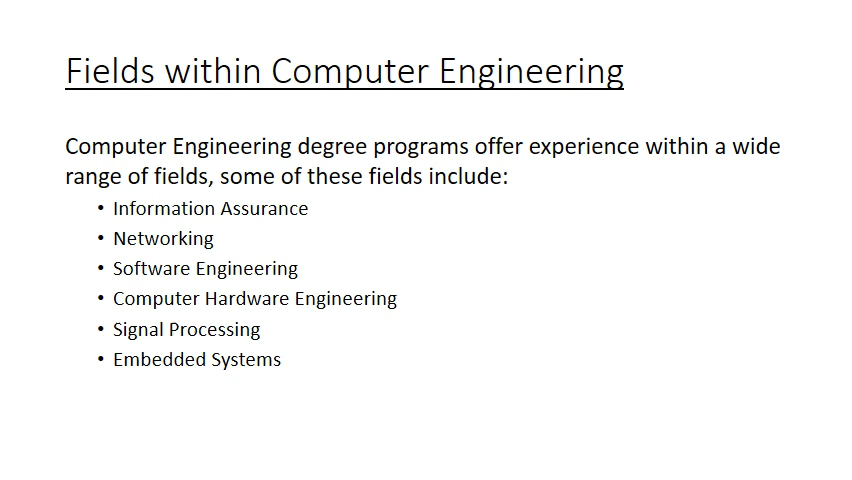 Fields within Computer Engineering
Computer Engineering degree programs offer experience within a wide
range of fields, some of these fields include:
• Information Assurance
• Networking
• Software Engineering
• Computer Hardware Engineering
• Signal Processing
• Embedded Systems